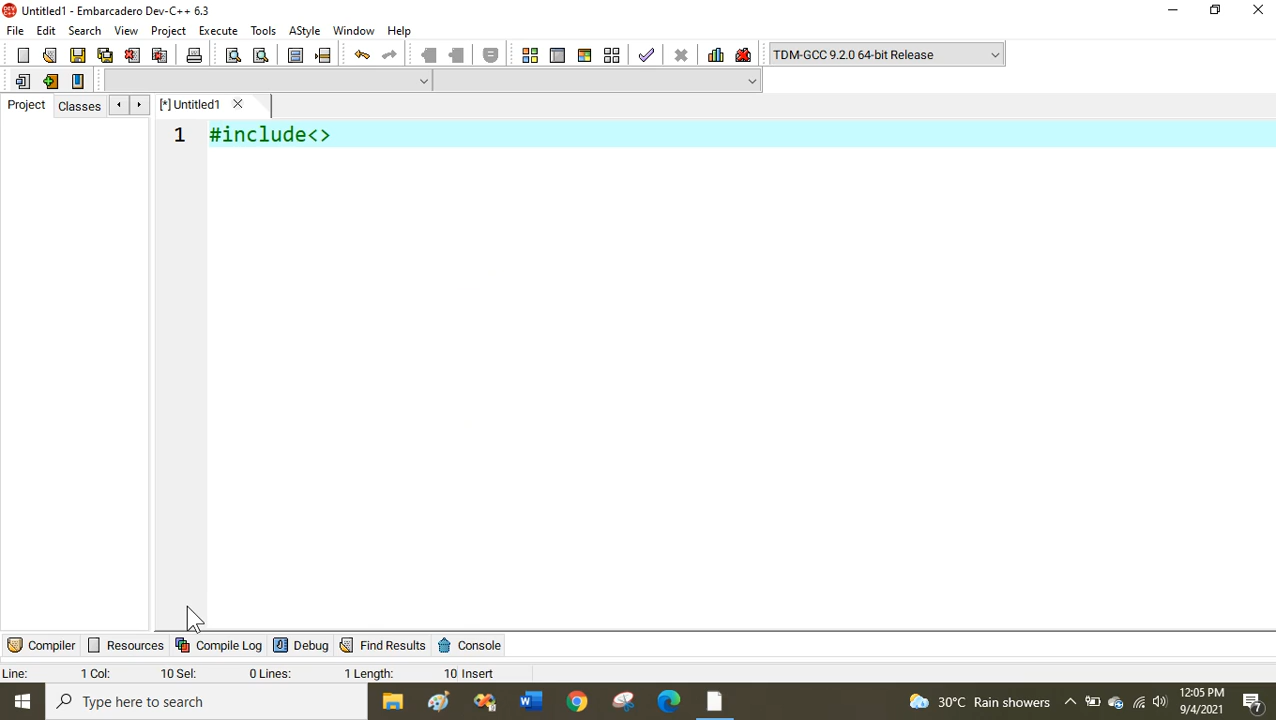 Untitled1 - Embarcadero Dev-C++ 6.3
File Edit Search View Project Execute Tools AStyle Window Help
TDM-GCC 9.2.0 64-bit Release
Project Classes [*] Untitled1
1 #include<>
Compiler Resources Compile Log Debug Find Results Console
Line: 1 Col: 10 Sel: 0 Lines: 1 Length: 10 Insert
Type here to search 30°C Rain showers 12:05 PM
9/4/2021 7